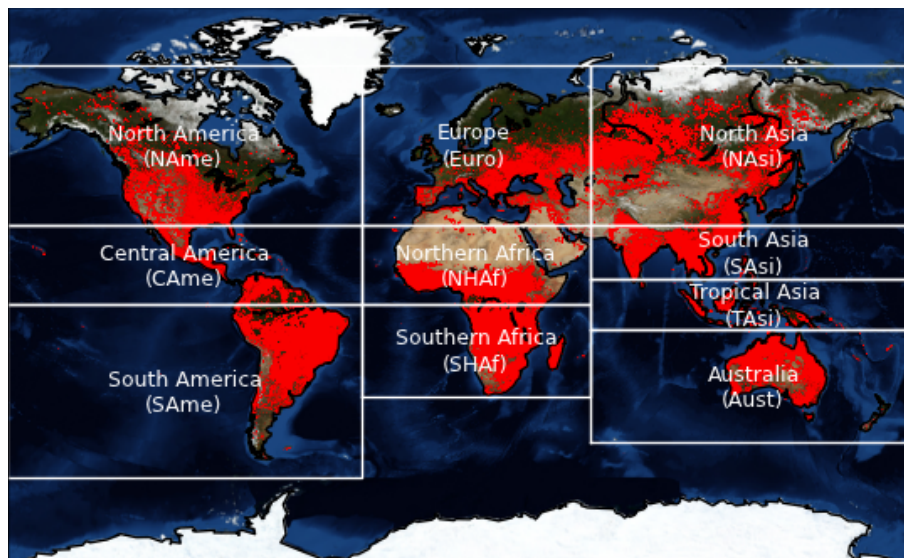 North America
(NAme)
Europe
(Euro)
North Asia
(NAsi)
Central America
(CAme)
Northern Africa
(NHAf)
South Asia
(SAsi)
Tropical Asia
(TAsi)
Southern Africa
(SHAf)
South America
(SAme)
Australia
(Aust)